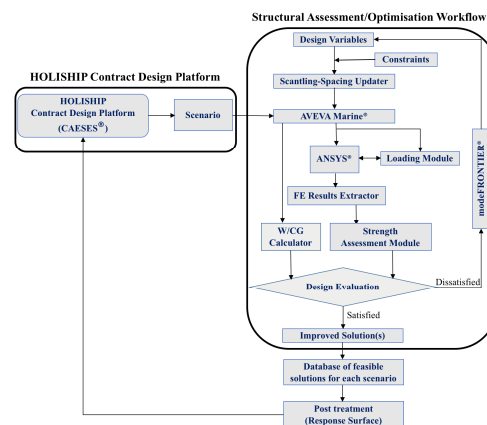 Structural Assessment/Optimisation Workflow
Design Variables
Constraints
HOLISHIP Contract Design Platform
Scantling-Spacing Updater
HOLISHIP
Contract Design Platform
(CAESES®)
Scenario
AVEVA Marine®
ANSYS®
Loading Module
modeFRONTIER®
FE Results Extractor
W/CG
Calculator
Strength
Assessment Module
Design Evaluation
Dissatisfied
Satisfied
Improved Solution(s)
Database of feasible
solutions for each scenario
Post treatment
(Response Surface)